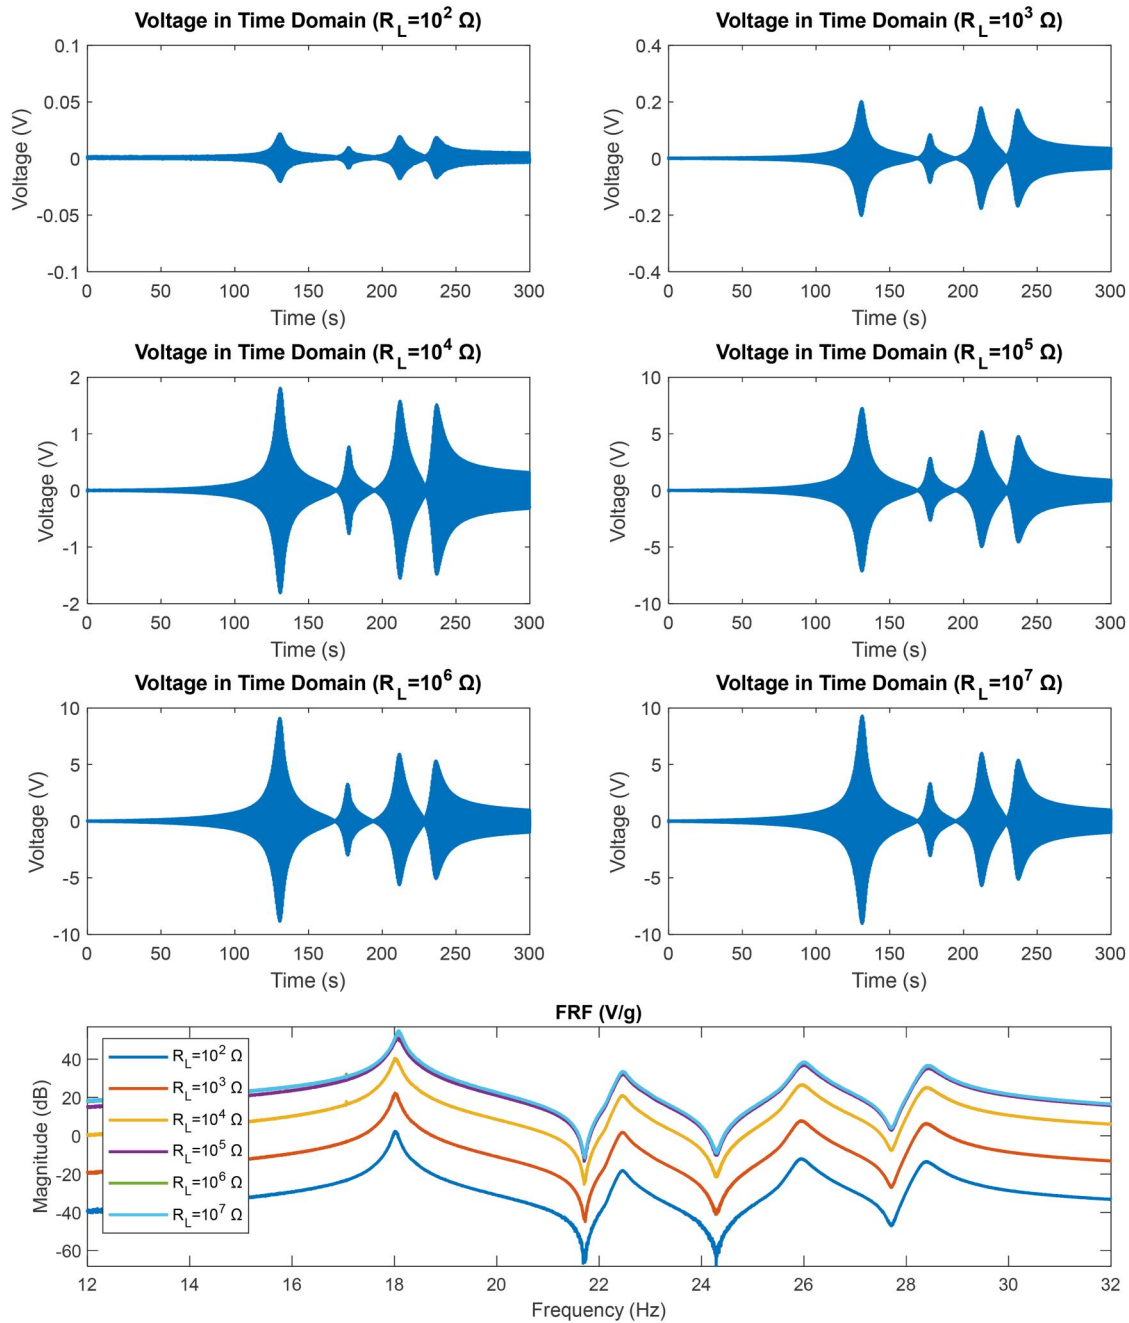 Voltage in Time Domain (R_L=10^2 Ω)
Voltage (V)
0.1
0.05
0
-0.05
-0.1
0 50 100 150 200 250 300
Time (s)
Voltage in Time Domain (R_L=10^3 Ω)
Voltage (V)
0.4
0.2
0
-0.2
-0.4
0 50 100 150 200 250 300
Time (s)
Voltage in Time Domain (R_L=10^4 Ω)
Voltage (V)
2
1
0
-1
-2
0 50 100 150 200 250 300
Time (s)
Voltage in Time Domain (R_L=10^5 Ω)
Voltage (V)
10
5
0
-5
-10
0 50 100 150 200 250 300
Time (s)
Voltage in Time Domain (R_L=10^6 Ω)
Voltage (V)
10
5
0
-5
-10
0 50 100 150 200 250 300
Time (s)
Voltage in Time Domain (R_L=10^7 Ω)
Voltage (V)
10
5
0
-5
-10
0 50 100 150 200 250 300
Time (s)
FRF (V/g)
Magnitude (dB)
40
20
0
-20
-40
-60
R_L=10^2 Ω
R_L=10^3 Ω
R_L=10^4 Ω
R_L=10^5 Ω
R_L=10^6 Ω
R_L=10^7 Ω
12 14 16 18 20 22 24 26 28 30 32
Frequency (Hz)